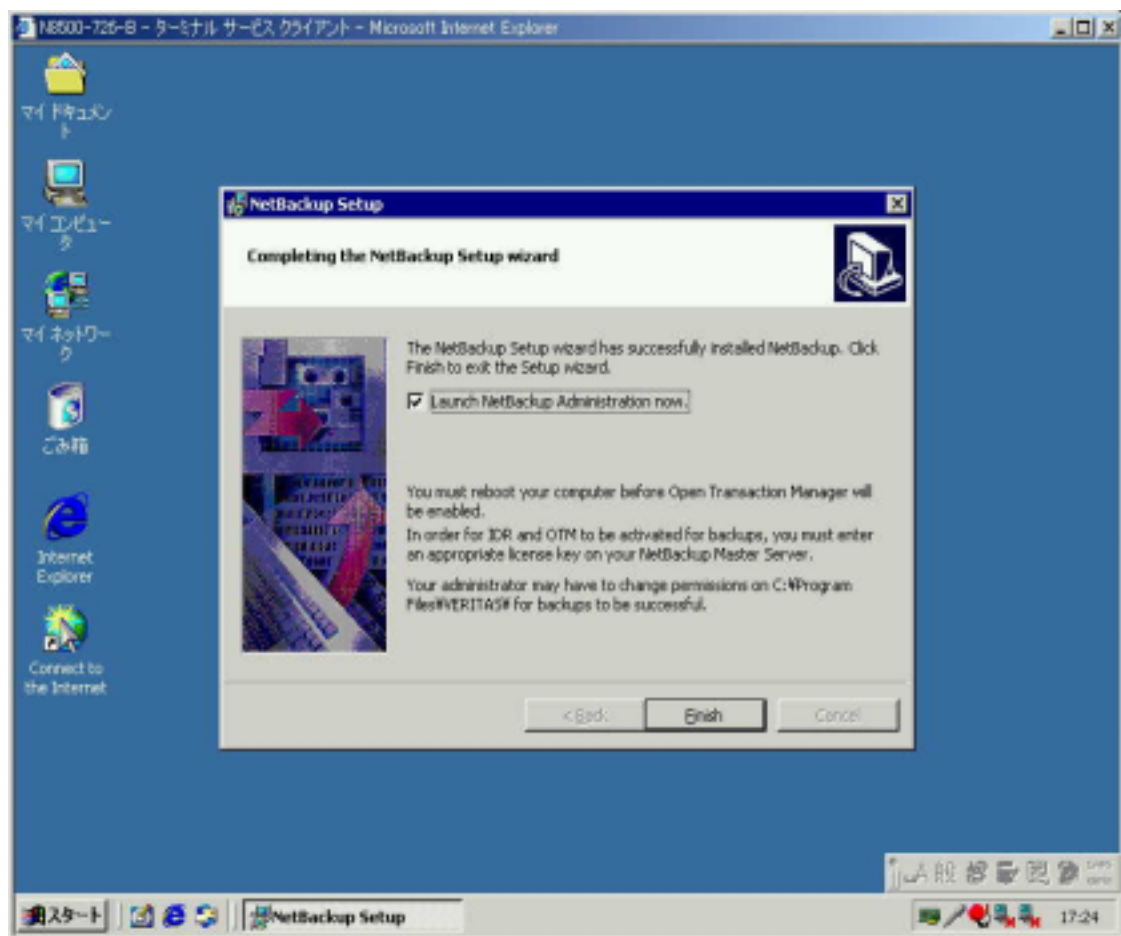 N8500-726-B - ターミナル サービス クライアント - Microsoft Internet Explorer
マイ ドキュメン
ト
マイ コンピュー
タ
マイ ネットワー
ク
ごみ箱
Internet
Explorer
Connect to
the Internet
NetBackup Setup
Completing the NetBackup Setup wizard
The NetBackup Setup wizard has successfully installed NetBackup. Click
Finish to exit the Setup wizard.
Launch NetBackup Administration now.
You must reboot your computer before Open Transaction Manager will
be enabled.
In order for IDR and OTM to be activated for backups, you must enter
an appropriate license key on your NetBackup Master Server.
Your administrator may have to change permissions on C:¥Program
Files¥VERITAS¥ for backups to be successful.
< Back
Finish
Cancel
A 般
スタート
NetBackup Setup
17:24